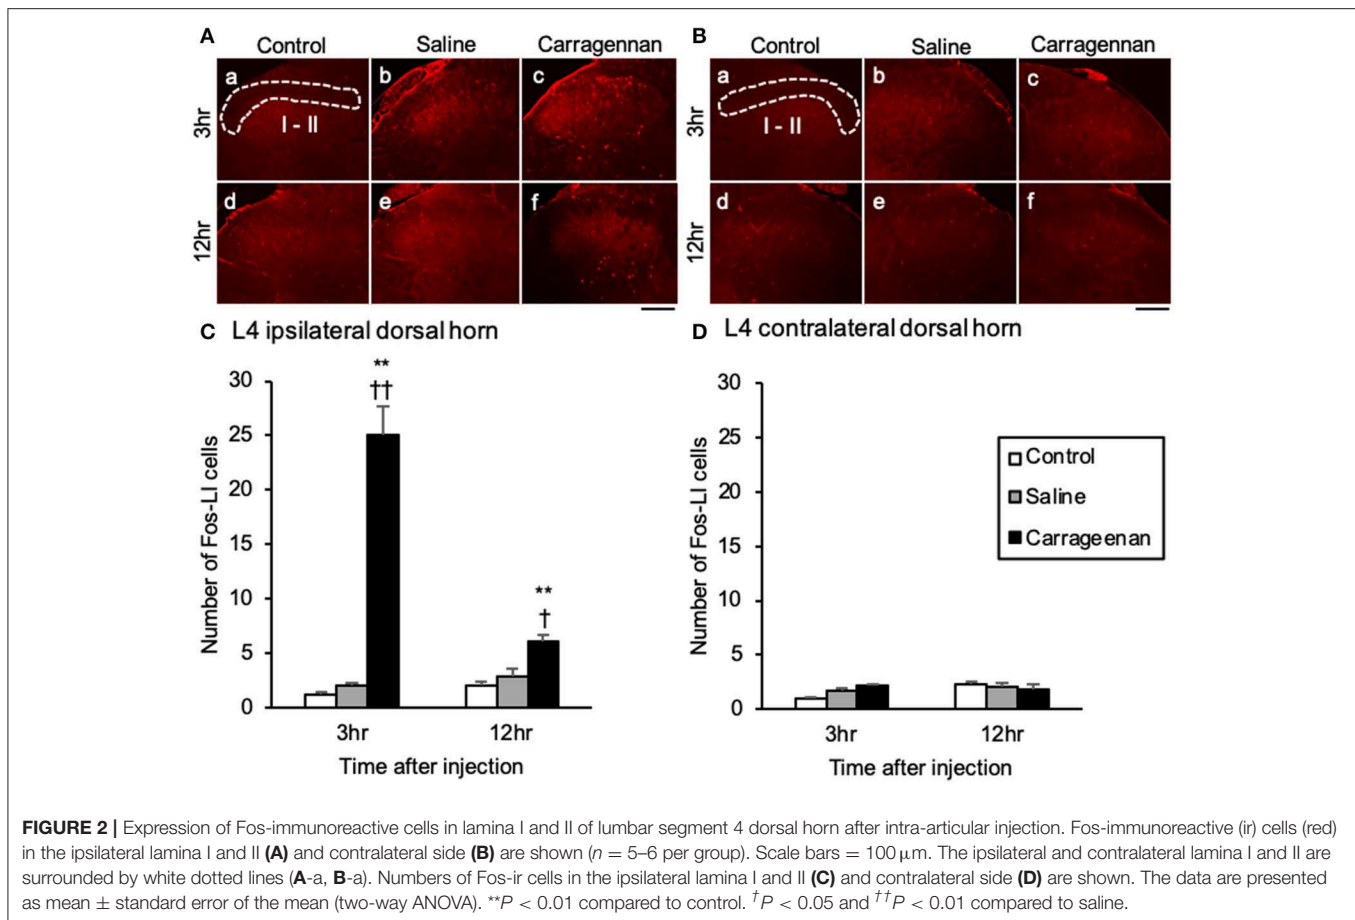 A
Control
Saline
Carragennan
3hr
a
I - II
b
c
12hr
d
e
f
B
Control
Saline
Carragennan
3hr
a
I - II
b
c
12hr
d
e
f
C
L4 ipsilateral dorsal horn
Number of Fos-LI cells
30
25
20
15
10
5
0
**
††
**
†
3hr
12hr
Time after injection
D
L4 contralateral dorsal horn
Number of Fos-LI cells
30
25
20
15
10
5
0
Control
Saline
Carrageenan
3hr
12hr
Time after injection
FIGURE 2 | Expression of Fos-immunoreactive cells in lamina I and II of lumbar segment 4 dorsal horn after intra-articular injection. Fos-immunoreactive (ir) cells (red)
in the ipsilateral lamina I and II (A) and contralateral side (B) are shown (n = 5–6 per group). Scale bars = 100 μm. The ipsilateral and contralateral lamina I and II are
surrounded by white dotted lines (A-a, B-a). Numbers of Fos-ir cells in the ipsilateral lamina I and II (C) and contralateral side (D) are shown. The data are presented
as mean ± standard error of the mean (two-way ANOVA). **P < 0.01 compared to control. †P < 0.05 and ††P < 0.01 compared to saline.